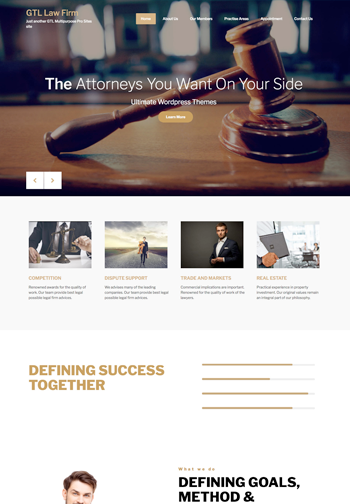 GTL Law Firm
Just another GTL Multipurpose Pro Sites
site
Home About Us Our Members Practise Areas Appointment Contact Us
The Attorneys You Want On Your Side
Ultimate Wordpress Themes
Learn More
COMPETITION
Renowned awards for the quality of
work. Our team provide best legal
possible legal firm advices.
DISPUTE SUPPORT
We advises many of the leading
companies. Our team provide best legal
possible legal firm advices.
TRADE AND MARKETS
Commercial implications are important.
Renowned for the quality of work of the
lawyers.
REAL ESTATE
Practical experience in property
investment. Our original values remain
an integral part of our philosophy.
DEFINING SUCCESS
TOGETHER
What we do
DEFINING GOALS,
METHOD &